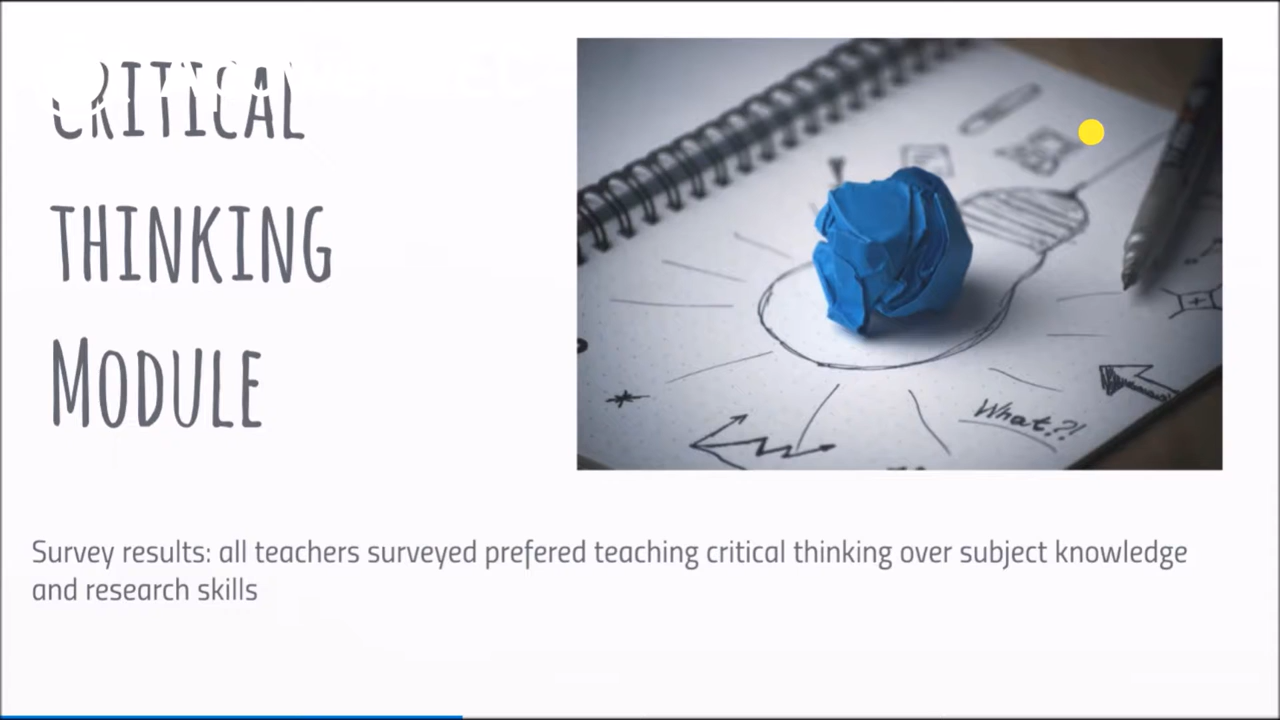 CRITICAL
THINKING
MODULE
What?!
Survey results: all teachers surveyed prefered teaching critical thinking over subject knowledge
and research skills